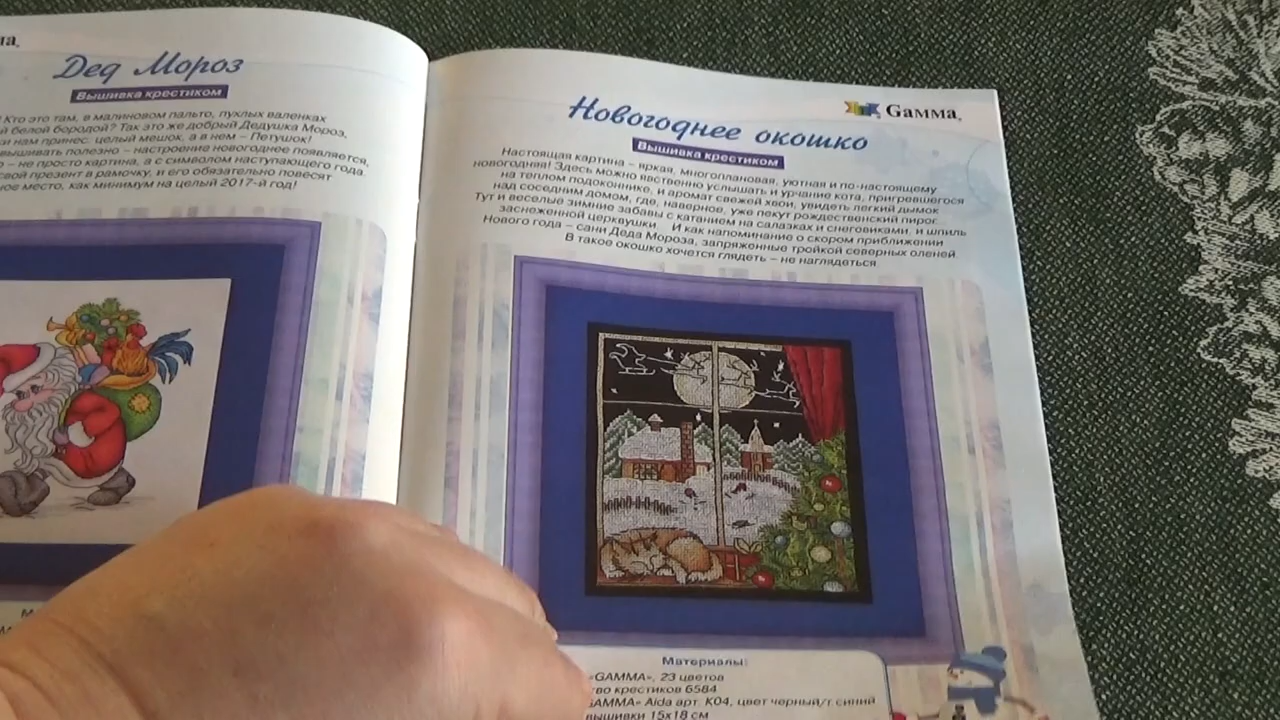 Дед Мороз
Вышивка крестиком
Кто это там, в малиновом пальто, пухлых валенках
й белой бородой? Так это же добрый Дедушка Мороз,
и нам принес: целый мешок, а в нем – Петушок!
вышивать полезно – настроение новогоднее появляется,
– не просто картина, а с символом наступающего года.
свой презент в рамочку, и его обязательно повесят
ное место, как минимум на целый 2017-й год!
Gamma
Новогоднее окошко
Вышивка крестиком
Настоящая картина – яркая, многоплановая, уютная и по-настоящему
новогодняя! Здесь можно явственно услышать и урчание кота, пригревшегося
на теплом подоконнике, и аромат свежей хвои, увидеть легкий дымок
над соседним домом, где, наверное, уже пекут рождественский пирог...
Тут и веселые зимние забавы с катанием на салазках и снеговиками, и шпиль
заснеженной церквушки. И как напоминание о скором приближении
Нового года – сани Деда Мороза, запряженные тройкой северных оленей.
В такое окошко хочется глядеть – не наглядеться
Материалы:
«GAMMA», 23 цветов
во крестиков 6584
GAMMA» Aida арт. K04, цвет черный/т.синий
вышивки 15x18 см